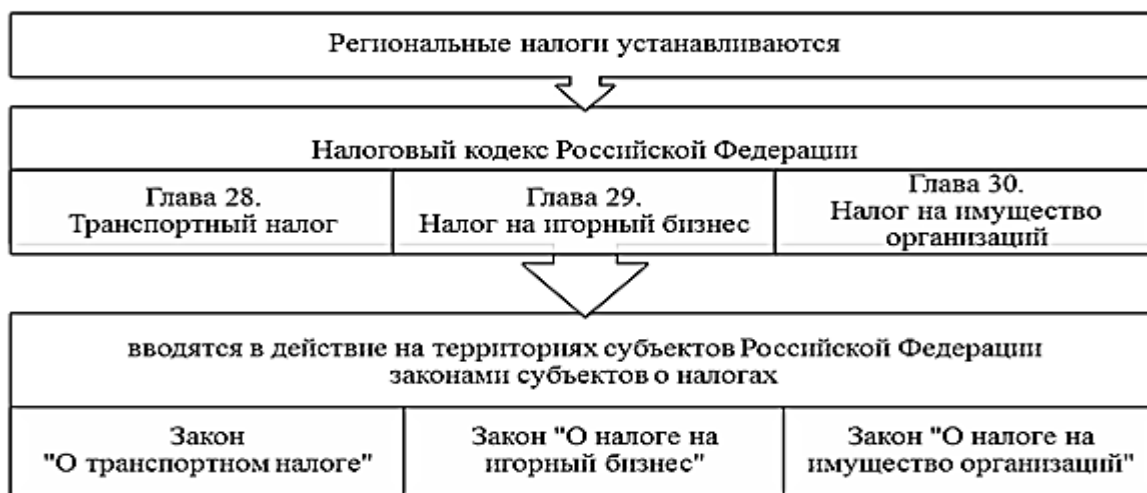 Региональные налоги устанавливаются
Налоговый кодекс Российской Федерации
Глава 28.
Транспортный налог
Глава 29.
Налог на игорный бизнес
Глава 30.
Налог на имущество
организаций
вводятся в действие на территориях субъектов Российской Федерации
законами субъектов о налогах
Закон
"О транспортном налоге"
Закон "О налоге на
игорный бизнес"
Закон "О налоге на
имущество организаций"